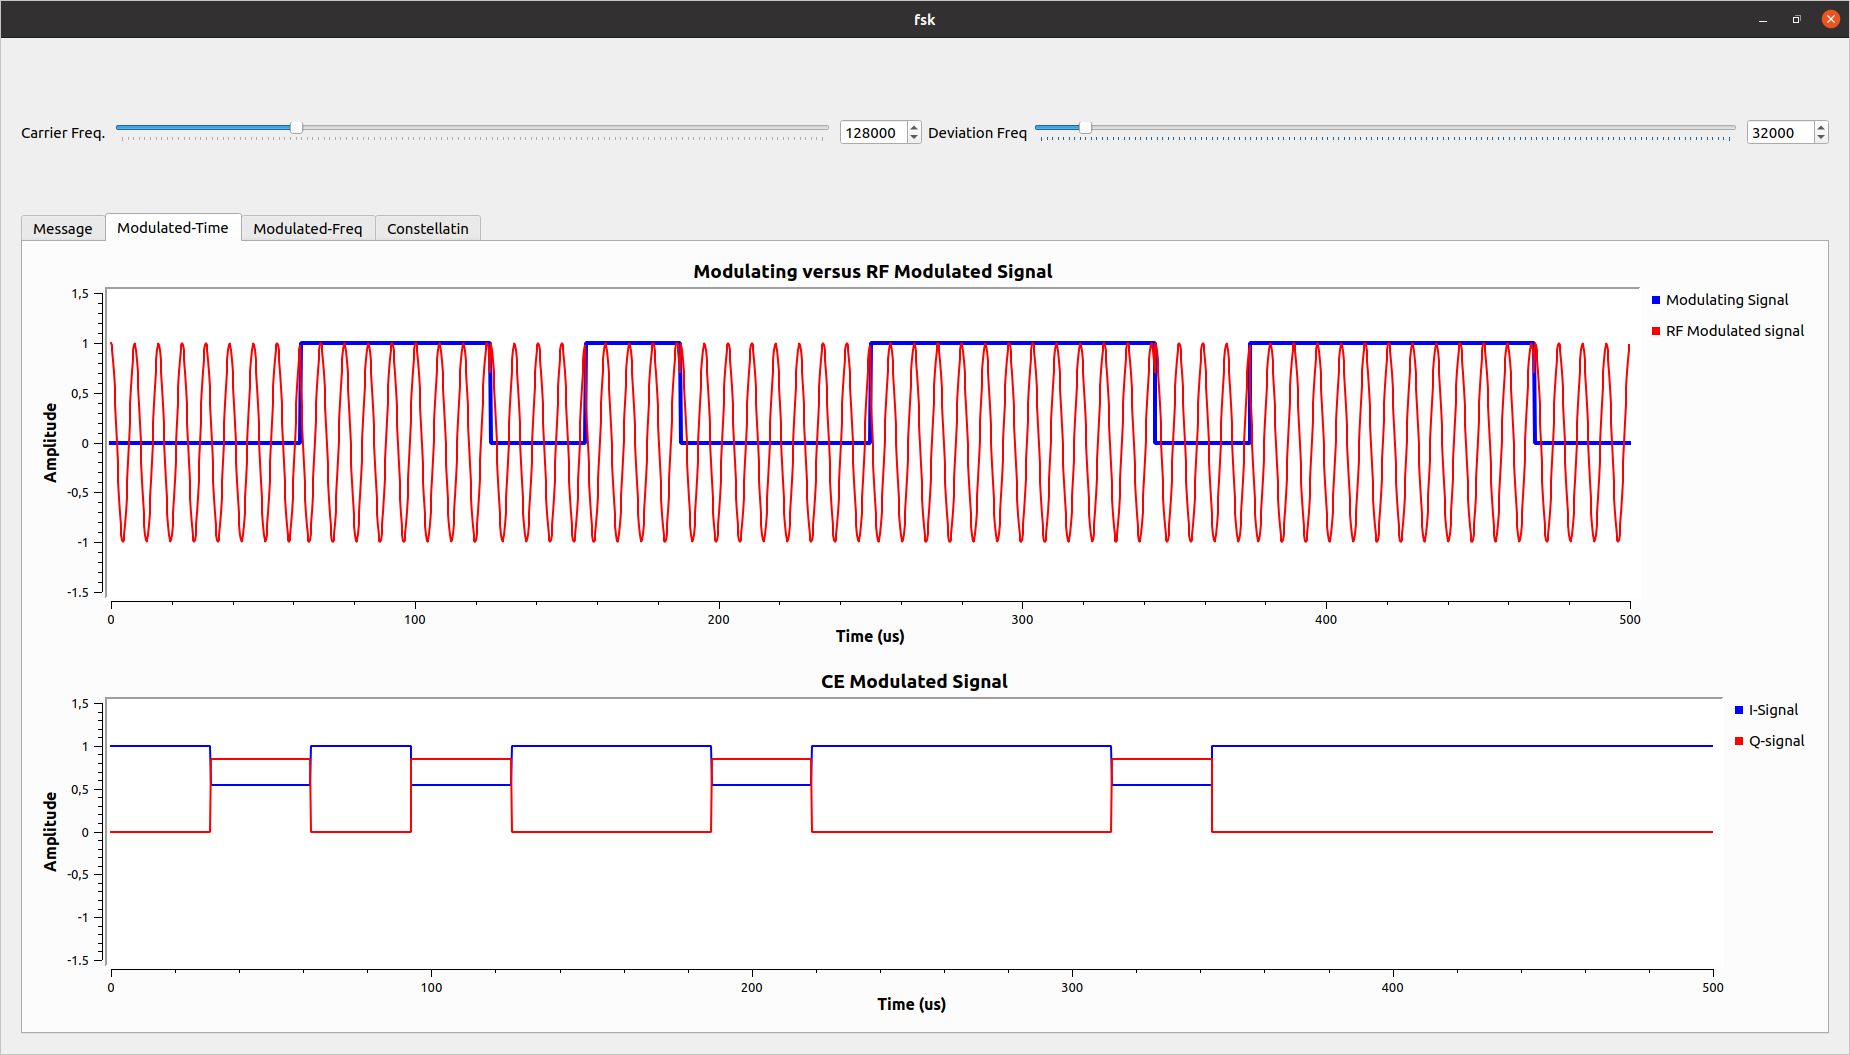 fsk
Carrier Freq. 128000 Deviation Freq 32000
Message Modulated-Time Modulated-Freq Constellatin
Modulating versus RF Modulated Signal
1,5
1
0,5
0
-0,5
-1
-1.5
Amplitude
0 100 200 300 400 500
Time (us)
Modulating Signal
RF Modulated signal
CE Modulated Signal
1,5
1
0,5
0
-0,5
-1
-1.5
Amplitude
0 100 200 300 400 500
Time (us)
I-Signal
Q-signal